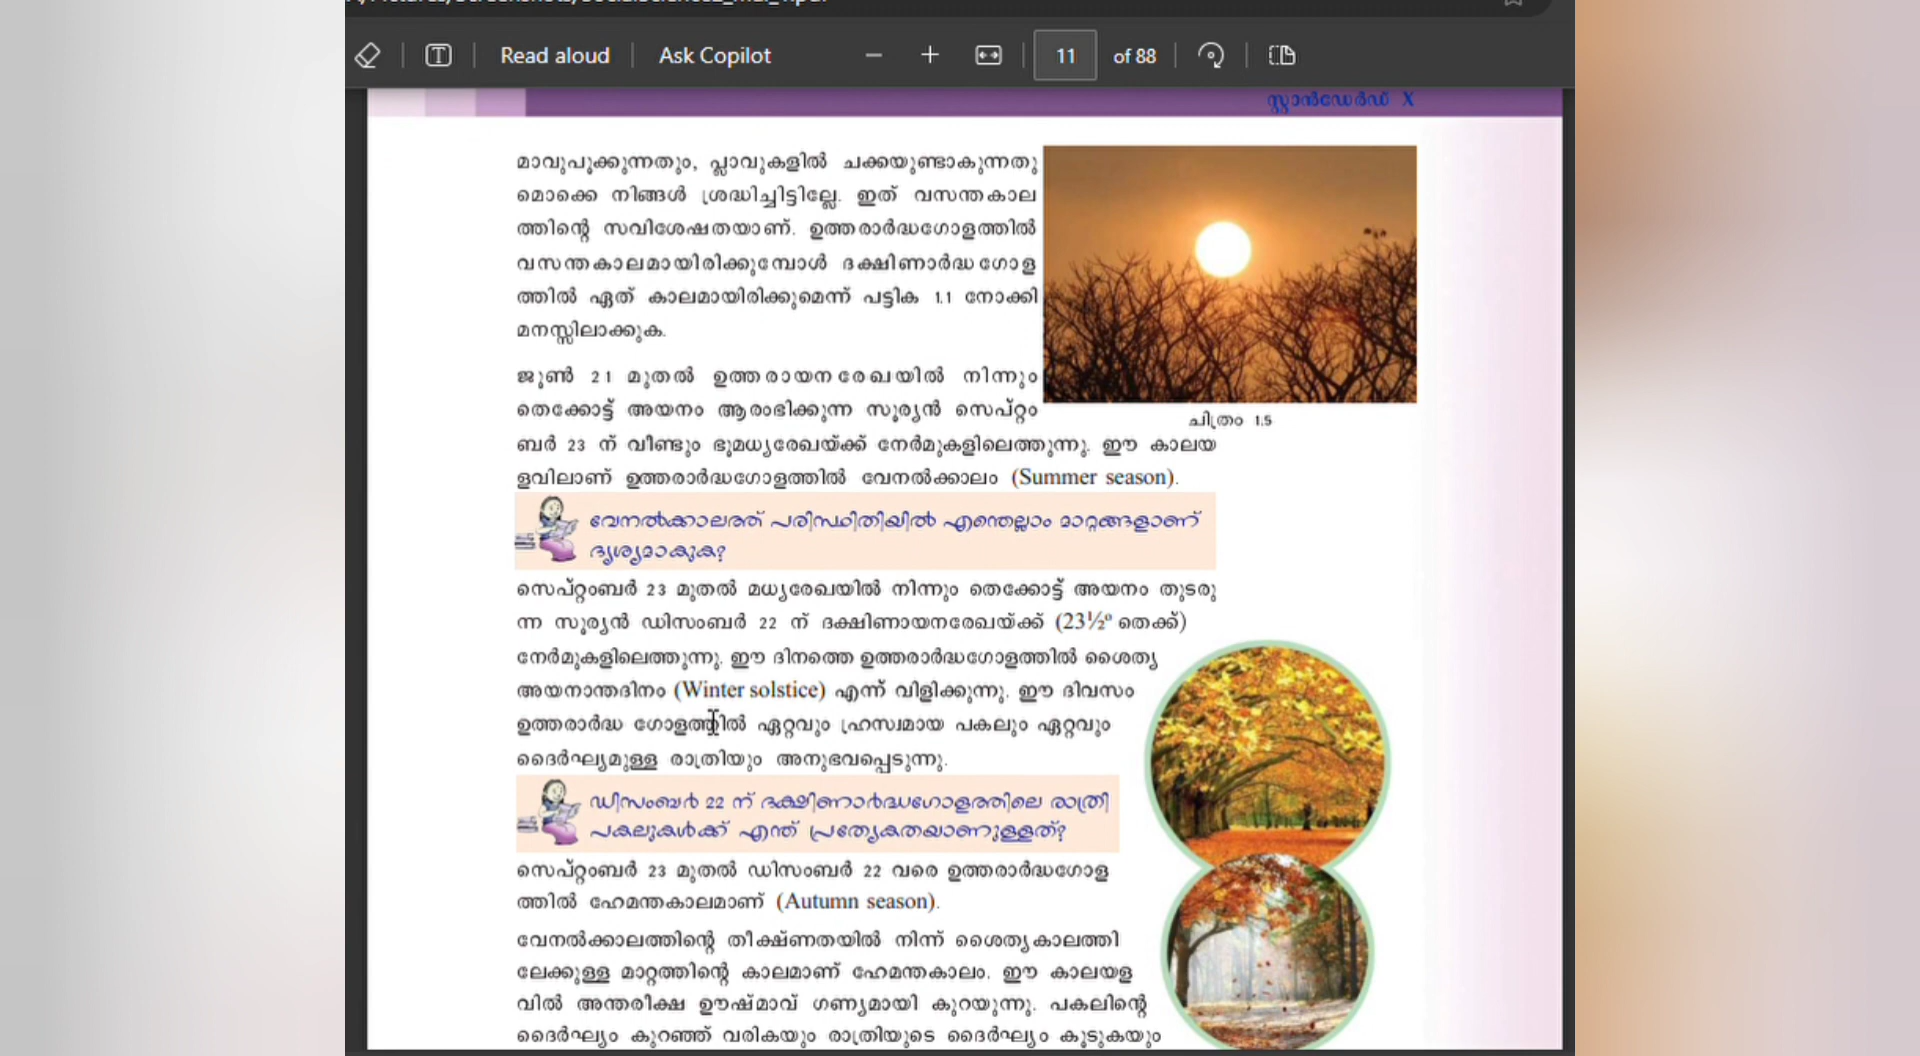 Read aloud
Ask Copilot
11 of 88
സ്റ്റാൻഡേർഡ് X
മാവുപൂക്കുന്നതും, പ്ലാവുകളിൽ ചക്കയുണ്ടാകുന്നതു
മൊക്കെ നിങ്ങൾ ശ്രദ്ധിച്ചിട്ടില്ലേ. ഇത് വസന്തകാല
ത്തിന്റെ സവിശേഷതയാണ്. ഉത്തരാർദ്ധഗോളത്തിൽ
വസന്തകാലമായിരിക്കുമ്പോൾ ദക്ഷിണാർദ്ധഗോള
ത്തിൽ ഏത് കാലമായിരിക്കുമെന്ന് പട്ടിക 1.1 നോക്കി
മനസ്സിലാക്കുക.
ജൂൺ 21 മുതൽ ഉത്തരായനരേഖയിൽ നിന്നും
തെക്കോട്ട് അയനം ആരംഭിക്കുന്ന സൂര്യൻ സെപ്റ്റം
ബർ 23 ന് വീണ്ടും ഭൂമധ്യരേഖയ്ക്ക് നേർമുകളിലെത്തുന്നു. ഈ കാലയ
ളവിലാണ് ഉത്തരാർദ്ധഗോളത്തിൽ വേനൽക്കാലം (Summer season).
ചിത്രം 1.5
വേനൽക്കാലത്ത് പരിസ്ഥിതിയിൽ എന്തെല്ലാം മാറ്റങ്ങളാണ്
ദൃശ്യമാകുക?
സെപ്റ്റംബർ 23 മുതൽ മധ്യരേഖയിൽ നിന്നും തെക്കോട്ട് അയനം തുടരു
ന്ന സൂര്യൻ ഡിസംബർ 22 ന് ദക്ഷിണായനരേഖയ്ക്ക് (23½° തെക്ക്)
നേർമുകളിലെത്തുന്നു. ഈ ദിനത്തെ ഉത്തരാർദ്ധഗോളത്തിൽ ശൈത്യ
അയനാന്തദിനം (Winter solstice) എന്ന് വിളിക്കുന്നു. ഈ ദിവസം
ഉത്തരാർദ്ധ ഗോളത്തിൽ ഏറ്റവും ഹ്രസ്വമായ പകലും ഏറ്റവും
ദൈർഘ്യമുള്ള രാത്രിയും അനുഭവപ്പെടുന്നു.
ഡിസംബർ 22 ന് ദക്ഷിണാർദ്ധഗോളത്തിലെ രാത്രി
പകലുകൾക്ക് എന്ത് പ്രത്യേകതയാണുള്ളത്?
സെപ്റ്റംബർ 23 മുതൽ ഡിസംബർ 22 വരെ ഉത്തരാർദ്ധഗോള
ത്തിൽ ഹേമന്തകാലമാണ് (Autumn season).
വേനൽക്കാലത്തിന്റെ തീക്ഷ്ണതയിൽ നിന്ന് ശൈത്യകാലത്തി
ലേക്കുള്ള മാറ്റത്തിന്റെ കാലമാണ് ഹേമന്തകാലം. ഈ കാലയള
വിൽ അന്തരീക്ഷ ഊഷ്മാവ് ഗണ്യമായി കുറയുന്നു. പകലിന്റെ
ദൈർഘ്യം കുറഞ്ഞ് വരികയും രാത്രിയുടെ ദൈർഘ്യം കൂടുകയും